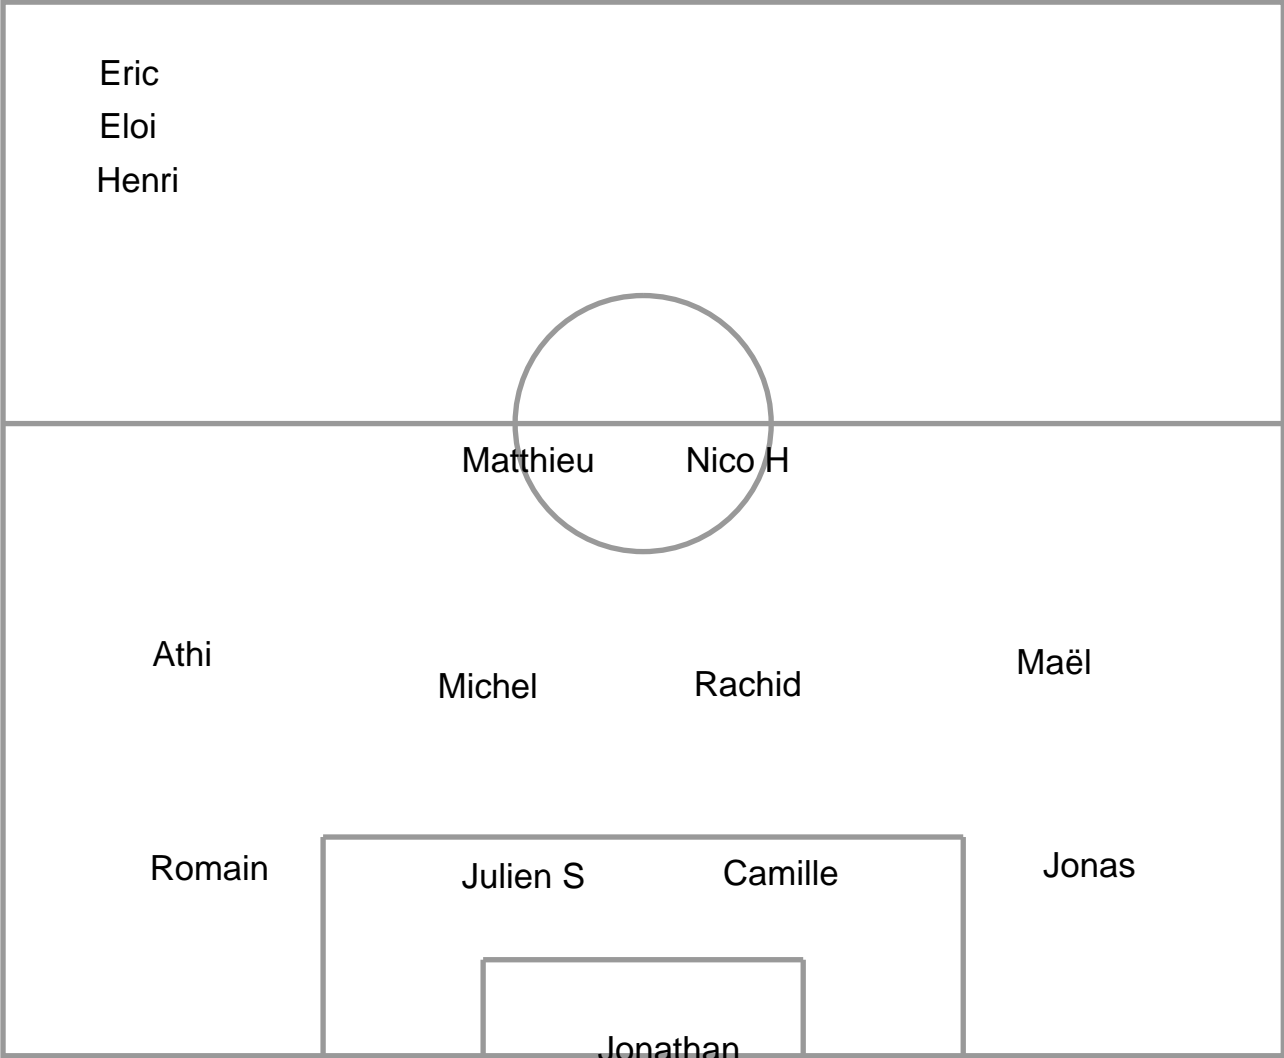 Eric
Eloi
Henri
Matthieu Nico H
Athi Michel Rachid Maël
Romain Julien S Camille Jonas
Jonathan